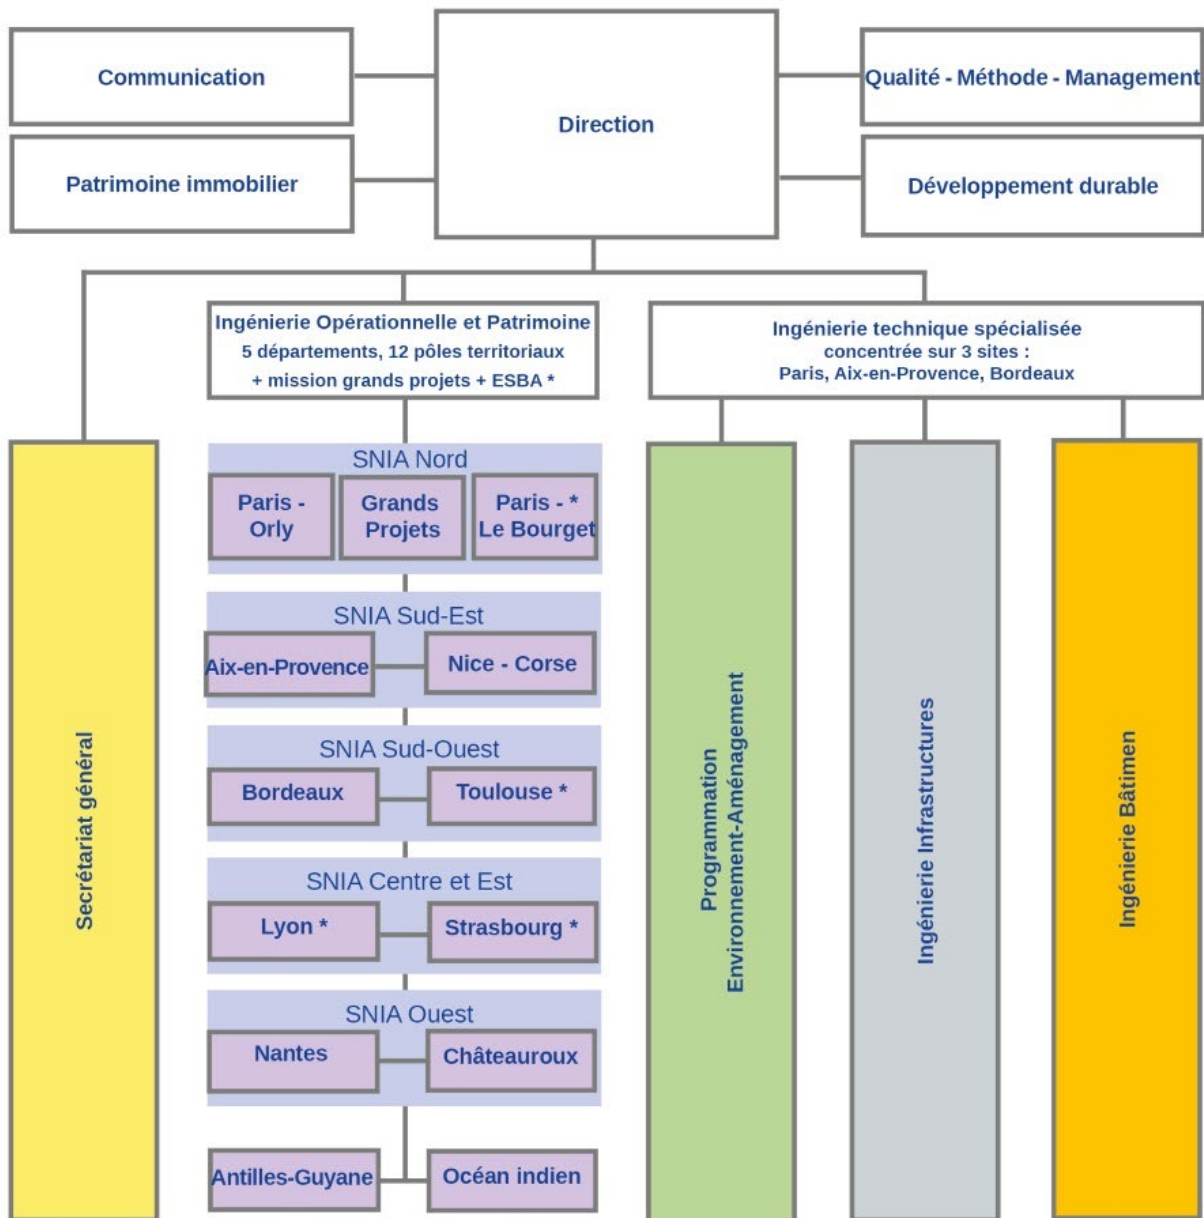 Communication
Direction
Qualité - Méthode - Management
Patrimoine immobilier
Développement durable
Ingénierie Opérationnelle et Patrimoine
5 départements, 12 pôles territoriaux
+ mission grands projets + ESBA *
Ingénierie technique spécialisée
concentrée sur 3 sites :
Paris, Aix-en-Provence, Bordeaux
Secrétariat général
SNIA Nord
Paris -
Orly
Grands
Projets
Paris - *
Le Bourget
SNIA Sud-Est
Aix-en-Provence
Nice - Corse
SNIA Sud-Ouest
Bordeaux
Toulouse *
SNIA Centre et Est
Lyon *
Strasbourg *
SNIA Ouest
Nantes
Châteauroux
Antilles-Guyane
Océan indien
Programmation
Environnement-Aménagement
Ingénierie Infrastructures
Ingénierie Bâtimen